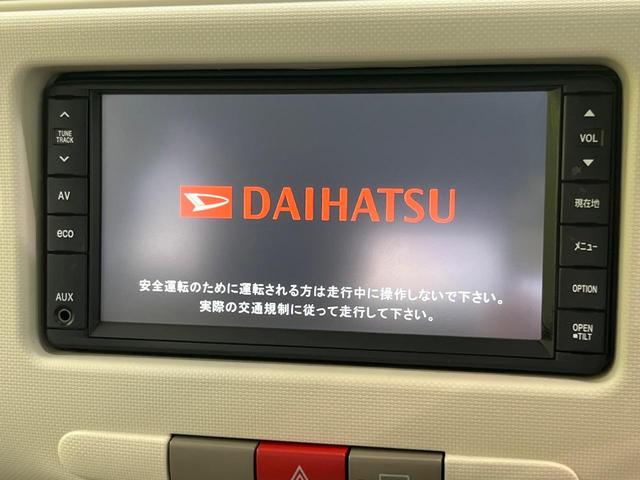 TUNE
TRACK
AV
eco
AUX
DAIHATSU
安全運転のために運転される方は走行中に操作しないで下さい。
実際の交通規制に従って走行して下さい。
VOL
現在地
メニュー
OPTION
OPEN
TILT